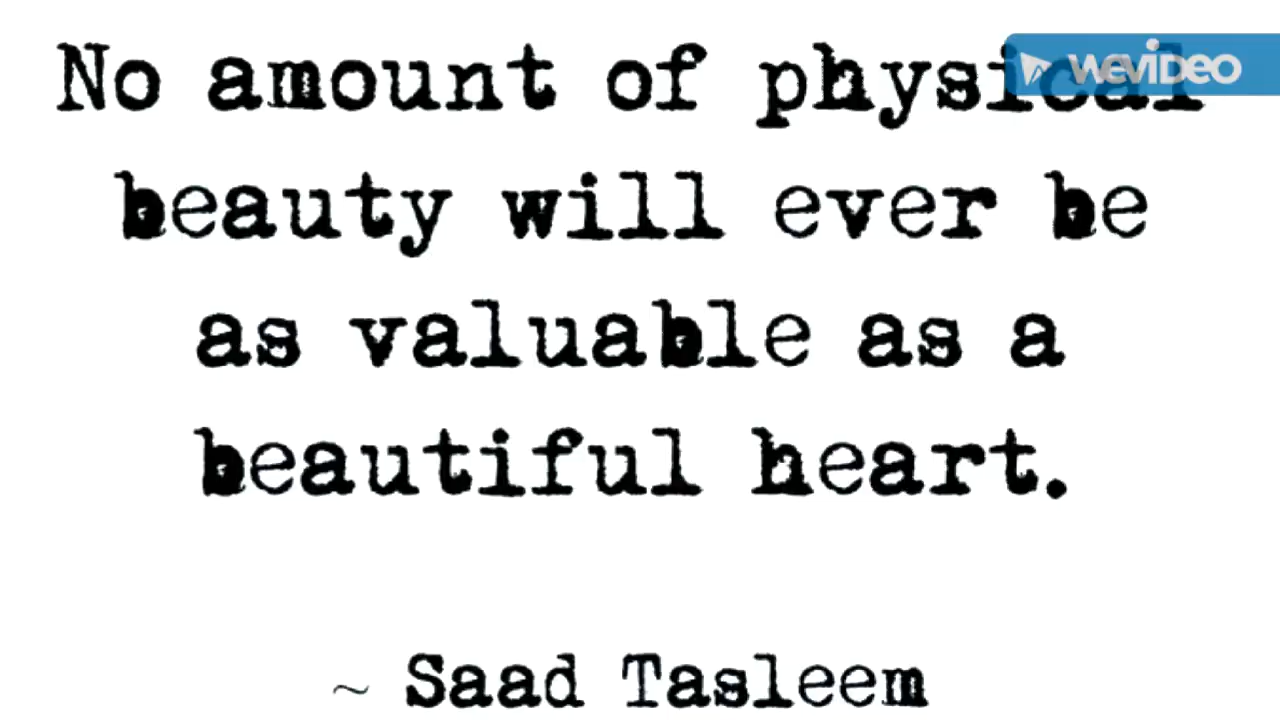 No amount of physical
WEVIDEO
beauty will ever be
as valuable as a
beautiful heart.
~ Saad Tasleem